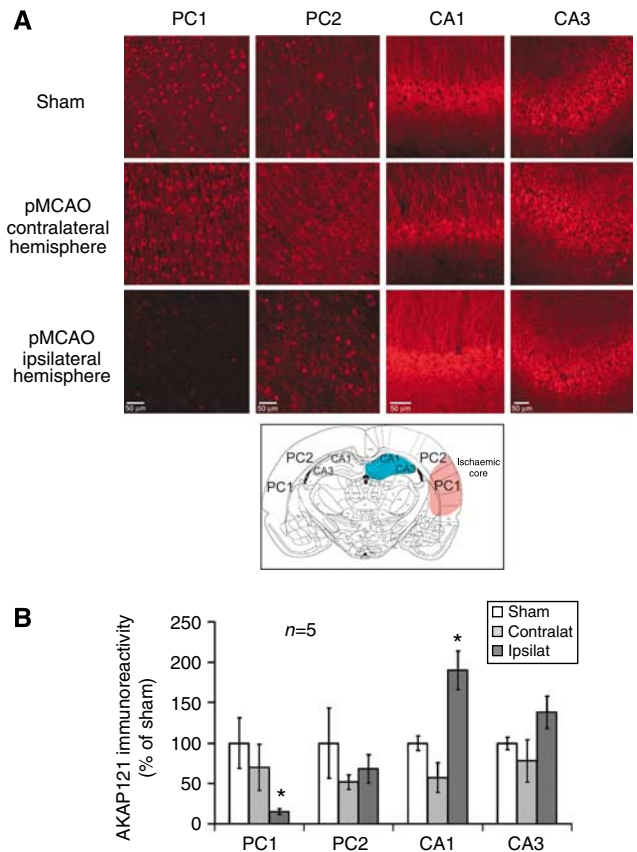 A
PC1 PC2 CA1 CA3
Sham
pMCAO
contralateral
hemisphere
pMCAO
ipsilateral
hemisphere
50 µm 50 µm 50 µm 50 µm
PC2 CA1 CA1 PC2 Ischaemic
core
CA3 CA3
PC1 PC1
B
n=5
Sham
Contralat
Ipsilat
AKAP121 immunoreactivity
(% of sham)
250
200
150
100
50
0
*
*
PC1 PC2 CA1 CA3